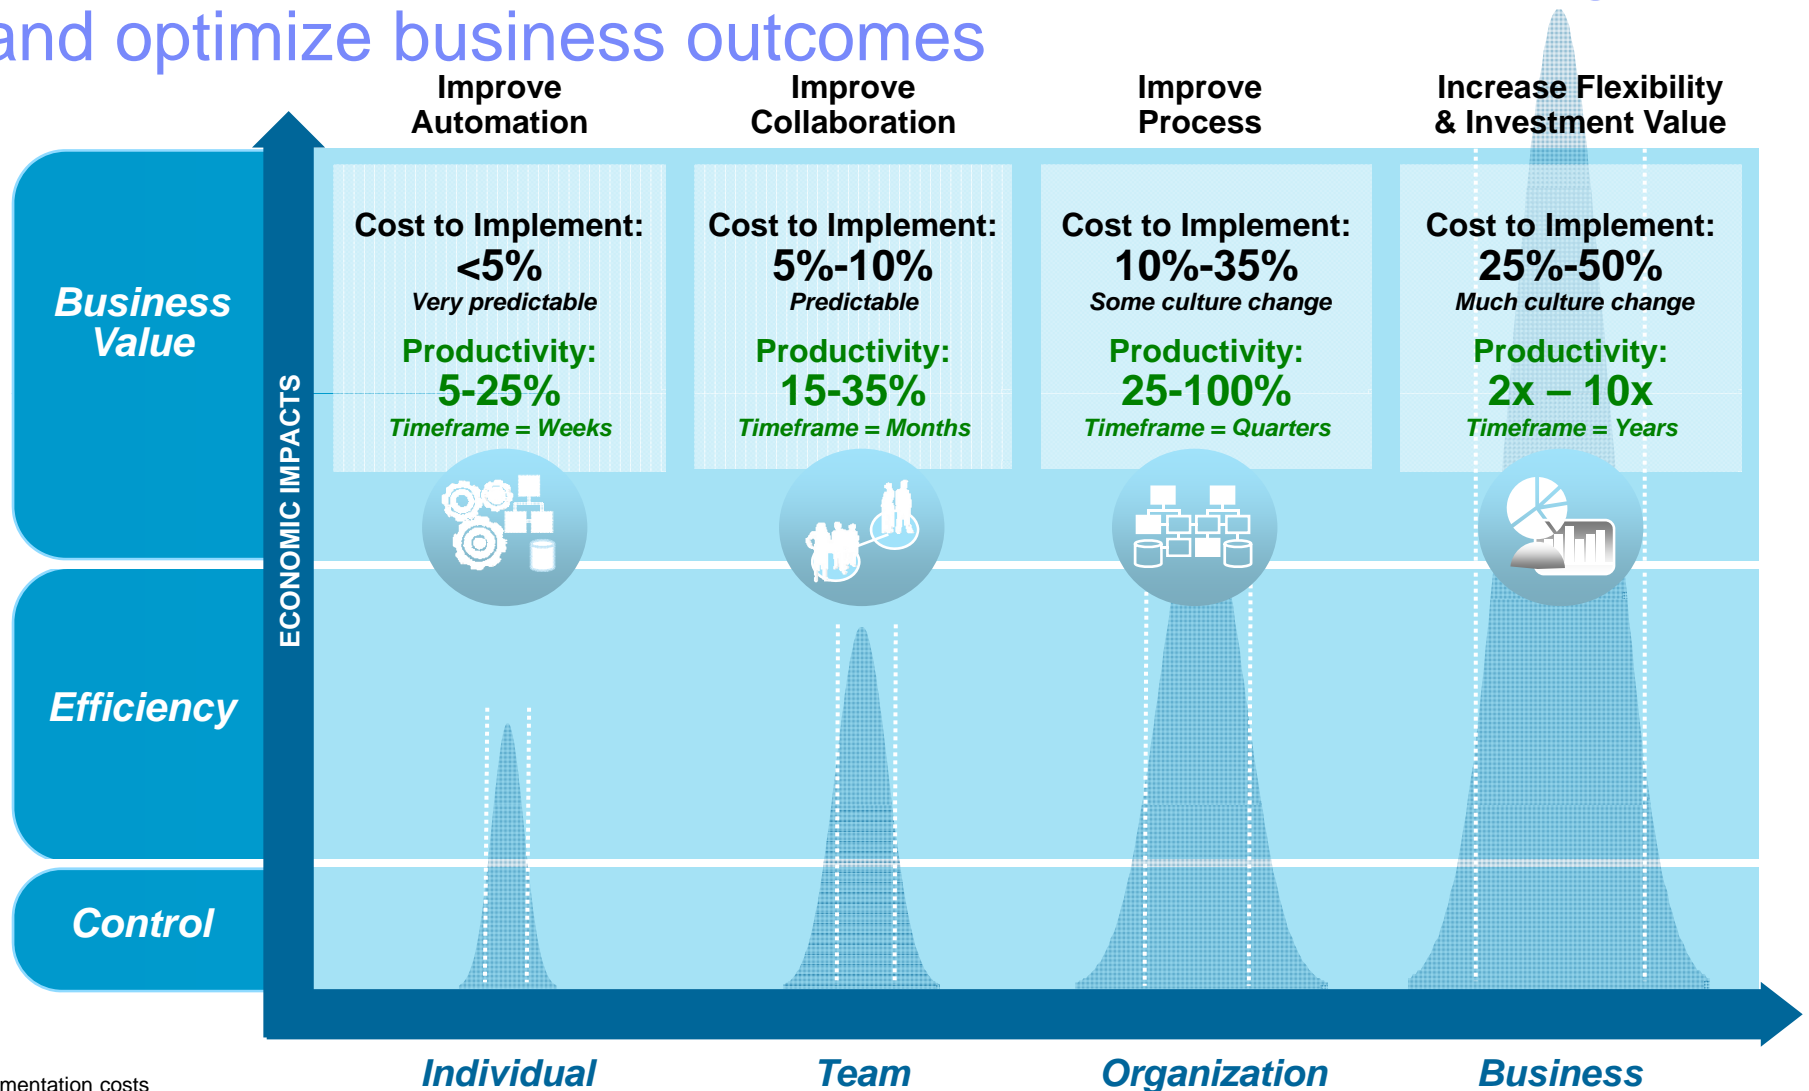 and optimize business outcomes
Improve
Automation
Improve
Collaboration
Improve
Process
Increase Flexibility
& Investment Value
Business
Value
Efficiency
Control
ECONOMIC IMPACTS
Cost to Implement:
<5%
Very predictable
Productivity:
5-25%
Timeframe = Weeks
Cost to Implement:
5%-10%
Predictable
Productivity:
15-35%
Timeframe = Months
Cost to Implement:
10%-35%
Some culture change
Productivity:
25-100%
Timeframe = Quarters
Cost to Implement:
25%-50%
Much culture change
Productivity:
2x – 10x
Timeframe = Years
Individual
Team
Organization
Business
costs